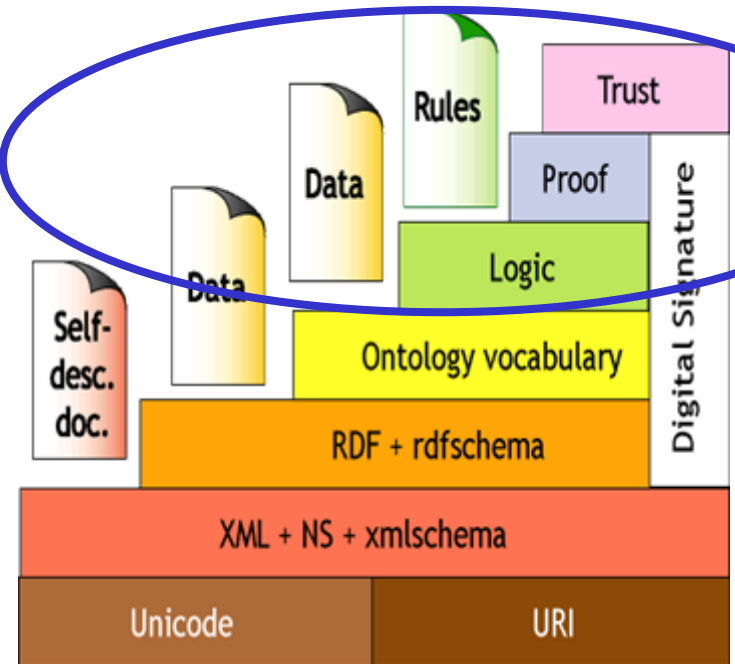 Rules
Trust
Data
Proof
Data
Logic
Self-
desc.
doc.
Ontology vocabulary
Digital Signature
RDF + rdfschema
XML + NS + xmlschema
Unicode
URI